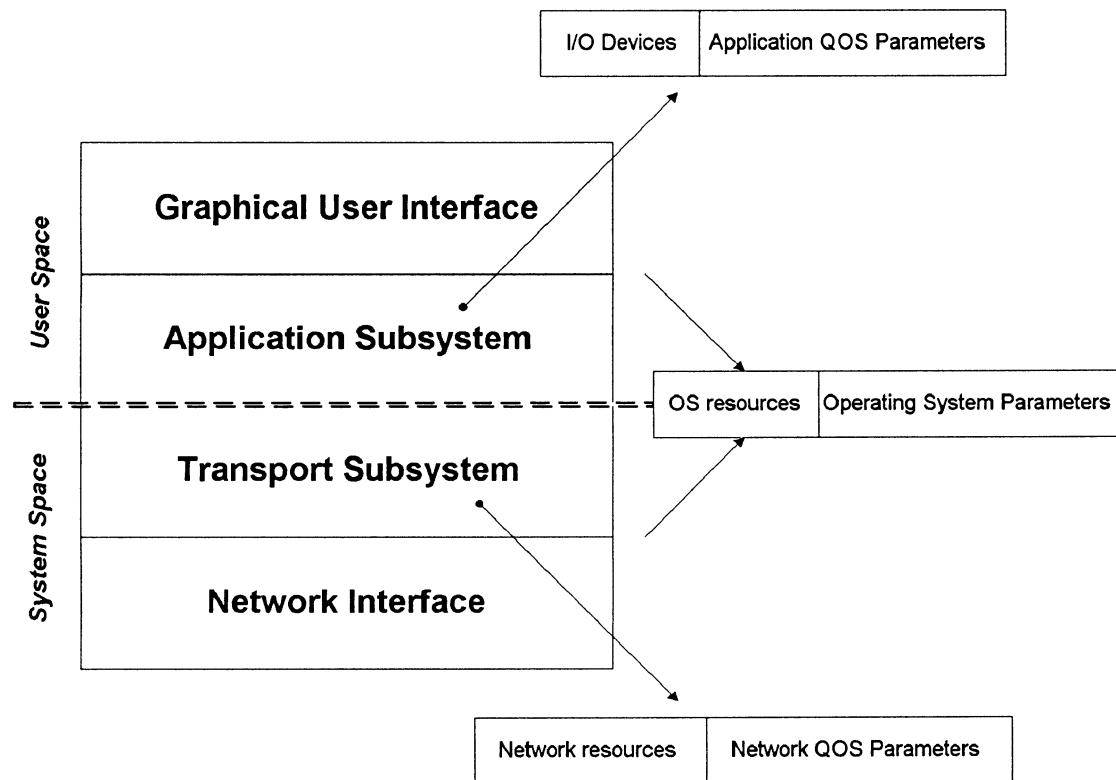 I/O Devices
Application QOS Parameters
Graphical User Interface
User Space
Application Subsystem
OS resources
Operating System Parameters
Transport Subsystem
System Space
Network Interface
Network resources
Network QOS Parameters